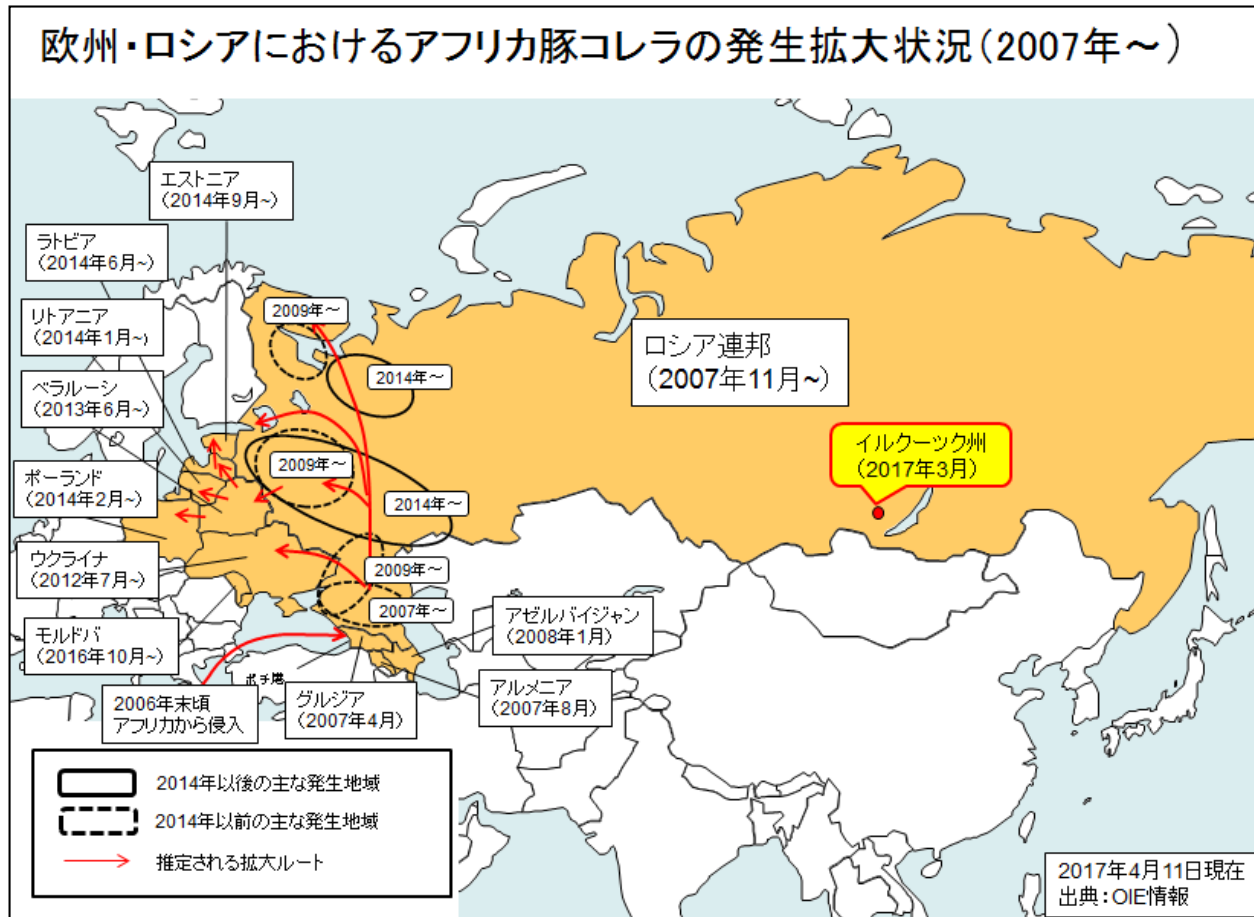 欧州・ロシアにおけるアフリカ豚コレラの発生拡大状況(2007年～)
エストニア
(2014年9月~)
ラトビア
(2014年6月~)
リトアニア
(2014年1月~)
ベラルーシ
(2013年6月~)
ポーランド
(2014年2月~)
ウクライナ
(2012年7月~)
モルドバ
(2016年10月~)
2006年末頃
アフリカから侵入
ポチ港
グルジア
(2007年4月)
アゼルバイジャン
(2008年1月)
アルメニア
(2007年8月)
2009年～
2014年～
2009年～
2014年～
2009年～
2007年～
ロシア連邦
(2007年11月~)
イルクーツク州
(2017年3月)
2014年以後の主な発生地域
2014年以前の主な発生地域
推定される拡大ルート
2017年4月11日現在
出典：OIE情報